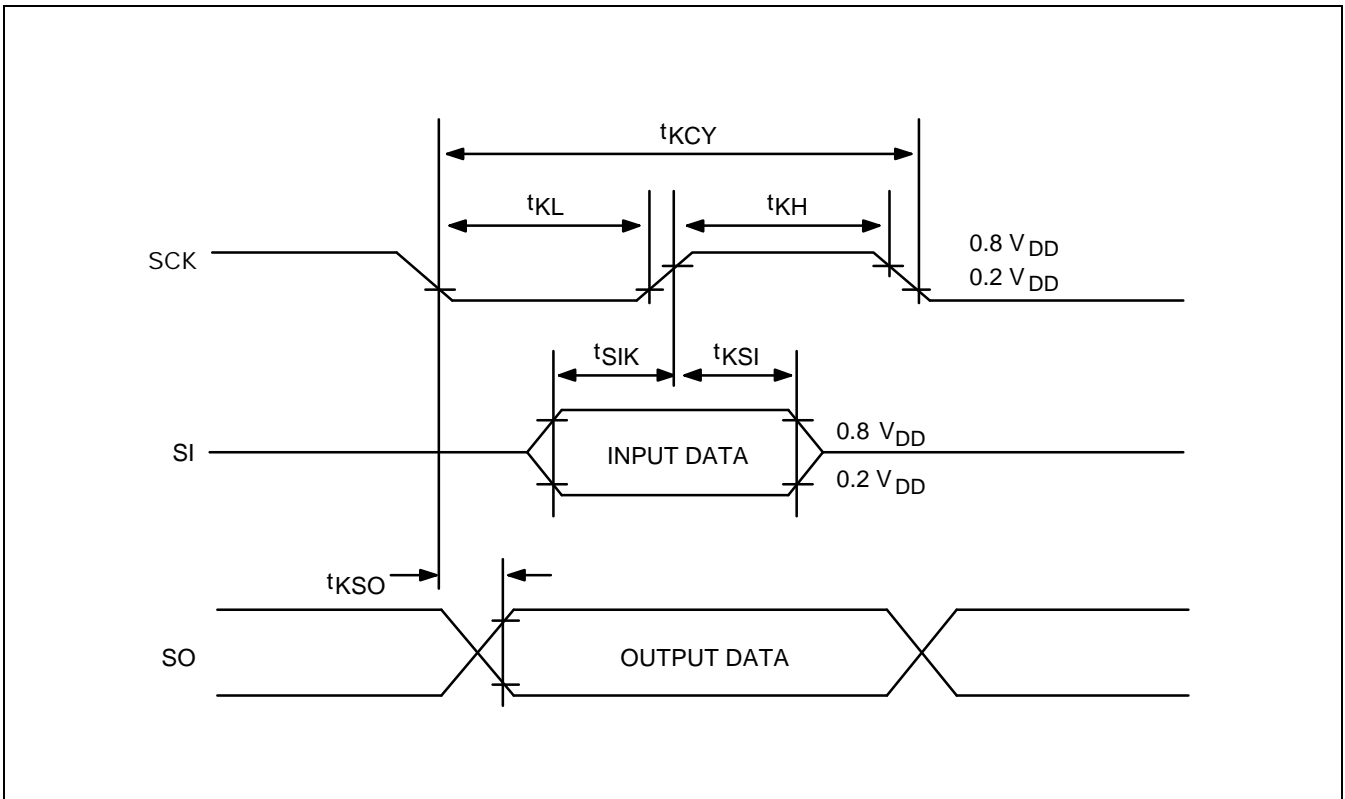 tKCY
tKL
tKH
SCK
0.8 VDD
0.2 VDD
tSIK
tKSI
SI
INPUT DATA
0.8 VDD
0.2 VDD
tKSO
SO
OUTPUT DATA